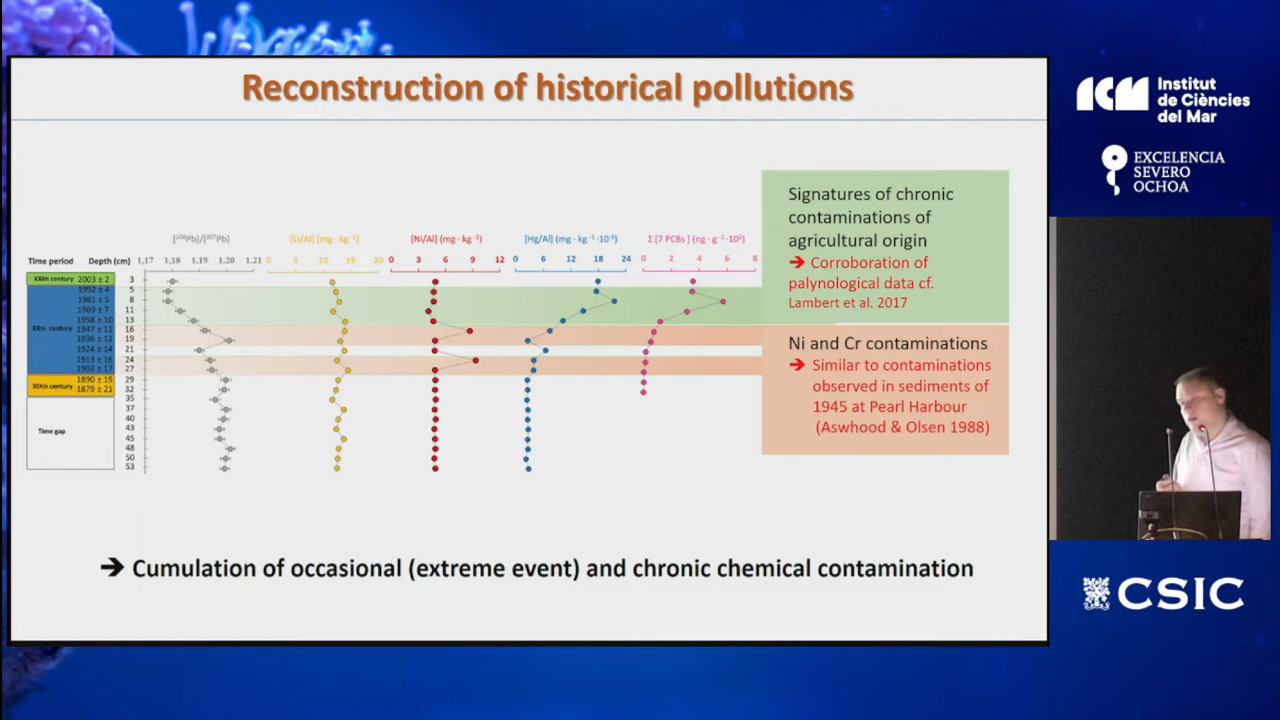 Reconstruction of historical pollutions
[²⁰⁶Pb]/[²⁰⁷Pb] [Li/Al] (mg · kg⁻¹) [Ni/Al] (mg · kg⁻¹) [Hg/Al] (mg · kg⁻¹·10⁻³) Σ [7 PCBs ] (ng · g⁻¹·10²)
Time period Depth (cm) 1,17 1,18 1,19 1,20 1,21 0 5 10 15 20 0 3 6 9 12 0 6 12 18 24 0 2 4 6 8
XXIth century 2003 ± 2 3
1992 ± 4 5
1981 ± 5 8
1969 ± 7 11
1958 ± 10 13
XXth century 1947 ± 11 16
1936 ± 12 19
1924 ± 14 21
1913 ± 16 24
1902 ± 17 27
1890 ± 19 29
XIXth century 1879 ± 21 32
35
37
40
Time gap 43
45
48
50
53
Signatures of chronic
contaminations of
agricultural origin
➔ Corroboration of
palynological data cf.
Lambert et al. 2017
Ni and Cr contaminations
➔ Similar to contaminations
observed in sediments of
1945 at Pearl Harbour
(Aswhood & Olsen 1988)
➔ Cumulation of occasional (extreme event) and chronic chemical contamination
ICM Institut
de Ciències
del Mar
EXCELENCIA
SEVERO
OCHOA
CSIC